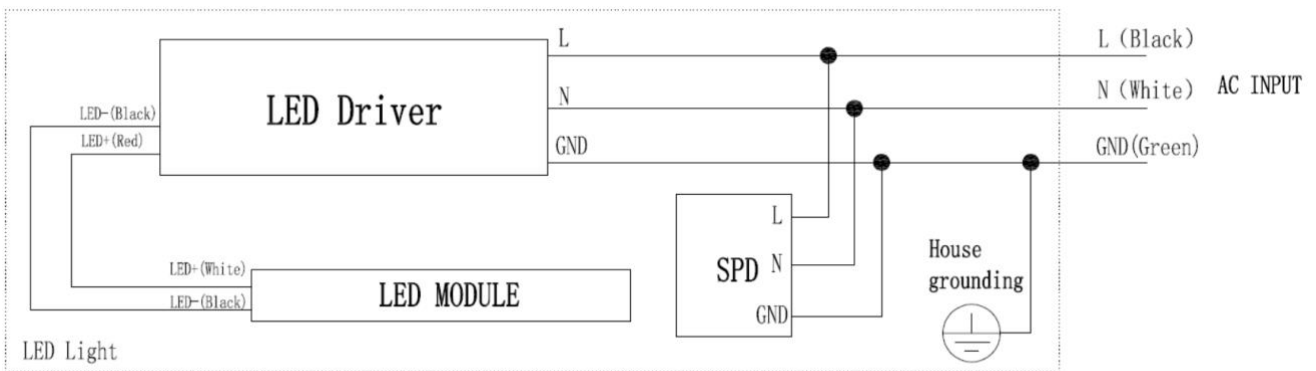 L
L (Black)
LED Driver
N
N (White)
AC INPUT
LED-(Black)
LED+(Red)
GND
GND(Green)
L
SPD
N
GND
House
grounding
LED+(White)
LED-(Black)
LED MODULE
LED Light